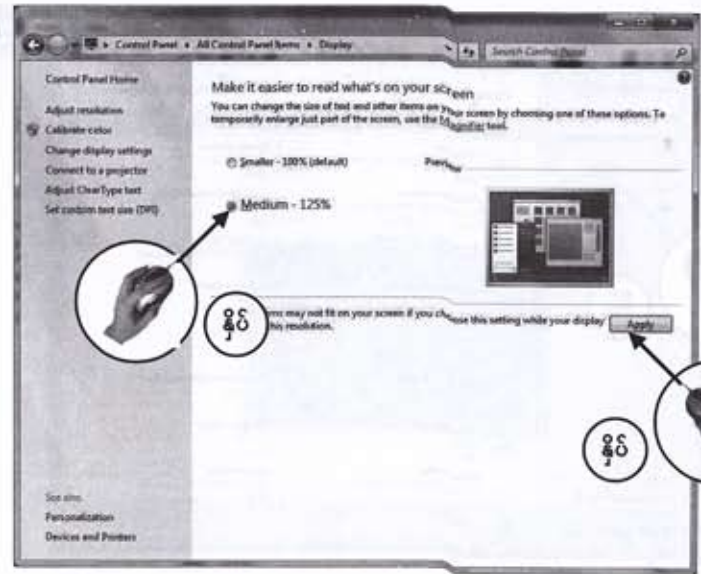 Control Panel ▸ All Control Panel Items ▸ Display
Search Control Panel
Control Panel Home
Adjust resolution
Calibrate color
Change display settings
Connect to a projector
Adjust ClearType text
Set custom text size (DPI)
See also
Personalization
Devices and Printers
Make it easier to read what's on your screen
You can change the size of text and other items on your screen by choosing one of these options. To
temporarily enlarge just part of the screen, use the Magnifier tool.
Smaller - 100% (default)
Medium - 125%
may not fit on your screen if you choose this setting while your display
his resolution.
Apply